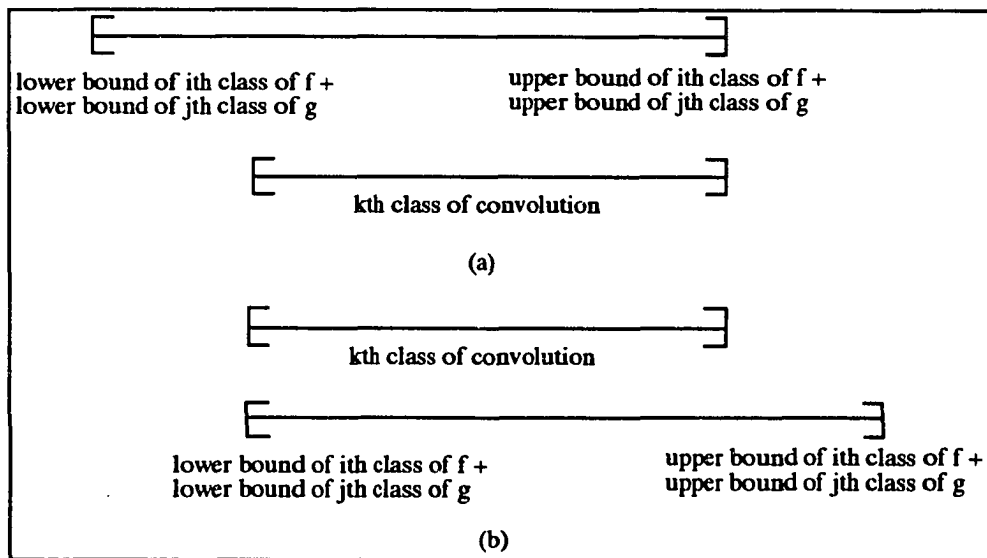 lower bound of ith class of f +
lower bound of jth class of g
upper bound of ith class of f +
upper bound of jth class of g
kth class of convolution
(a)
kth class of convolution
lower bound of ith class of f +
lower bound of jth class of g
upper bound of ith class of f +
upper bound of jth class of g
(b)